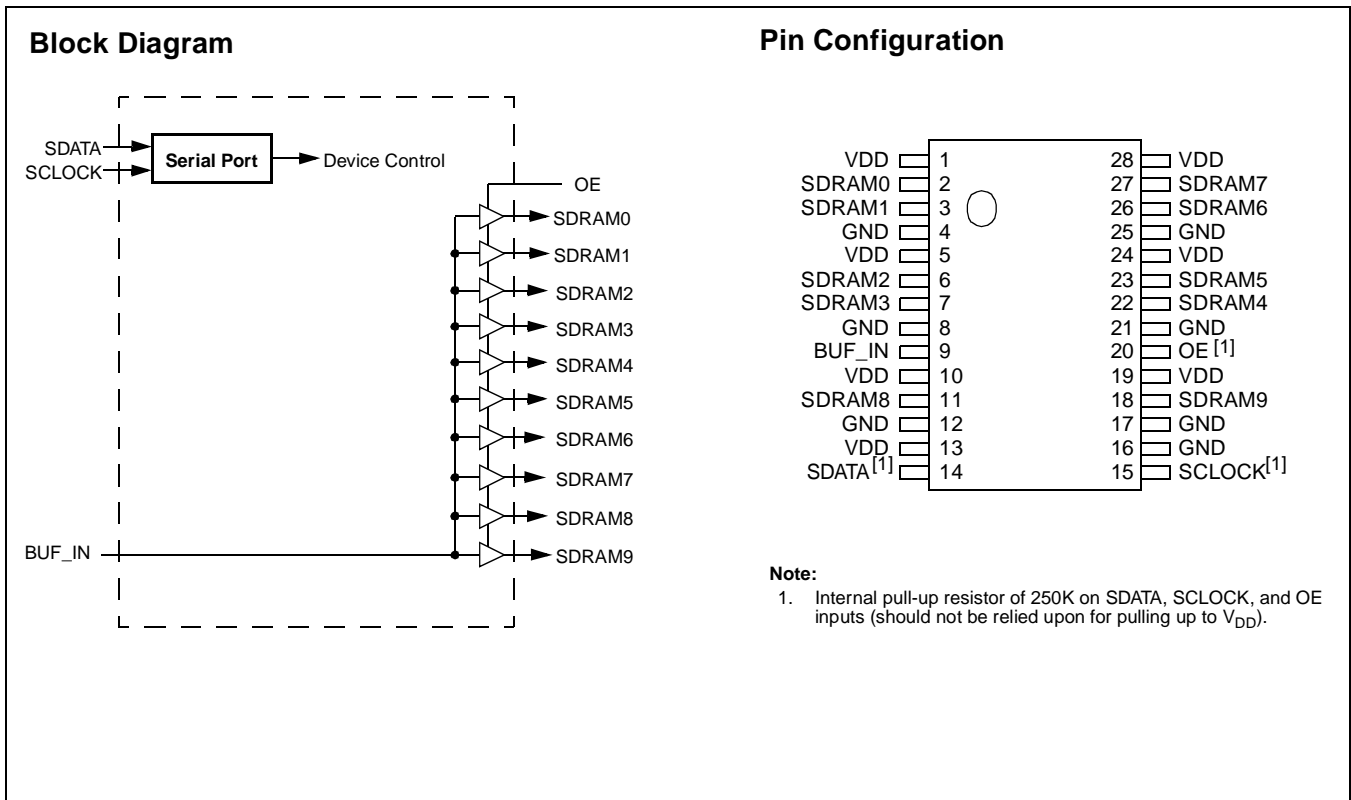 Block Diagram
SDATA
SCLOCK
Serial Port
Device Control
OE
SDRAM0
SDRAM1
SDRAM2
SDRAM3
SDRAM4
SDRAM5
SDRAM6
SDRAM7
SDRAM8
SDRAM9
BUF_IN
Pin Configuration
VDD 1 28 VDD
SDRAM0 2 27 SDRAM7
SDRAM1 3 26 SDRAM6
GND 4 25 GND
VDD 5 24 VDD
SDRAM2 6 23 SDRAM5
SDRAM3 7 22 SDRAM4
GND 8 21 GND
BUF_IN 9 20 OE [1]
VDD 10 19 VDD
SDRAM8 11 18 SDRAM9
GND 12 17 GND
VDD 13 16 GND
SDATA[1] 14 15 SCLOCK[1]
Note:
1. Internal pull-up resistor of 250K on SDATA, SCLOCK, and OE
inputs (should not be relied upon for pulling up to VDD).